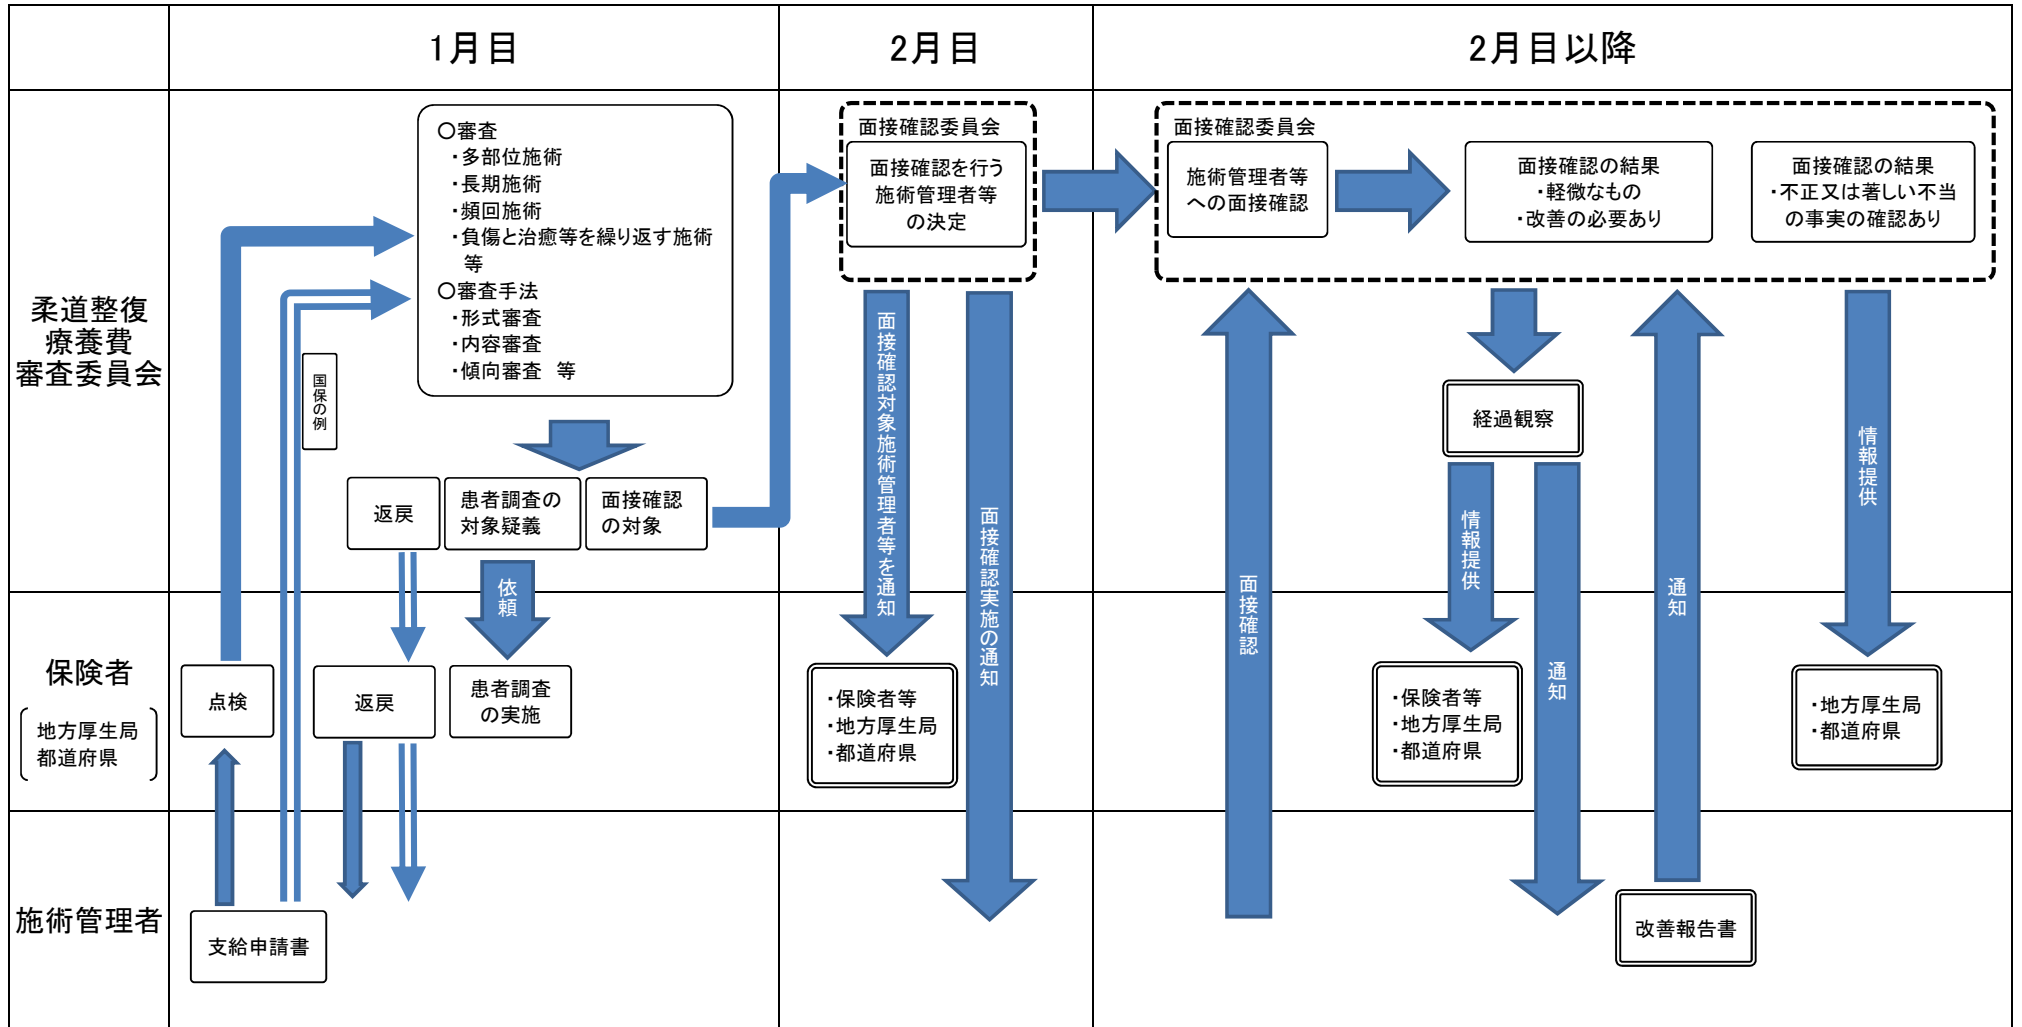 1月目
2月目
2月目以降
柔道整復
療養費
審査委員会
○審査
・多部位施術
・長期施術
・頻回施術
・負傷と治癒等を繰り返す施術
等
○審査手法
・形式審査
・内容審査
・傾向審査　等
国保の例
返戻
患者調査の
対象疑義
面接確認
の対象
依頼
面接確認委員会
面接確認を行う
施術管理者等
の決定
面接確認対象施術管理者等を通知
面接確認実施の通知
面接確認委員会
施術管理者等
への面接確認
面接確認の結果
・軽微なもの
・改善の必要あり
面接確認の結果
・不正又は著しい不当
の事実の確認あり
経過観察
面接確認
情報提供
通知
通知
情報提供
保険者
地方厚生局
都道府県
点検
返戻
患者調査
の実施
・保険者等
・地方厚生局
・都道府県
・保険者等
・地方厚生局
・都道府県
・地方厚生局
・都道府県
施術管理者
支給申請書
改善報告書